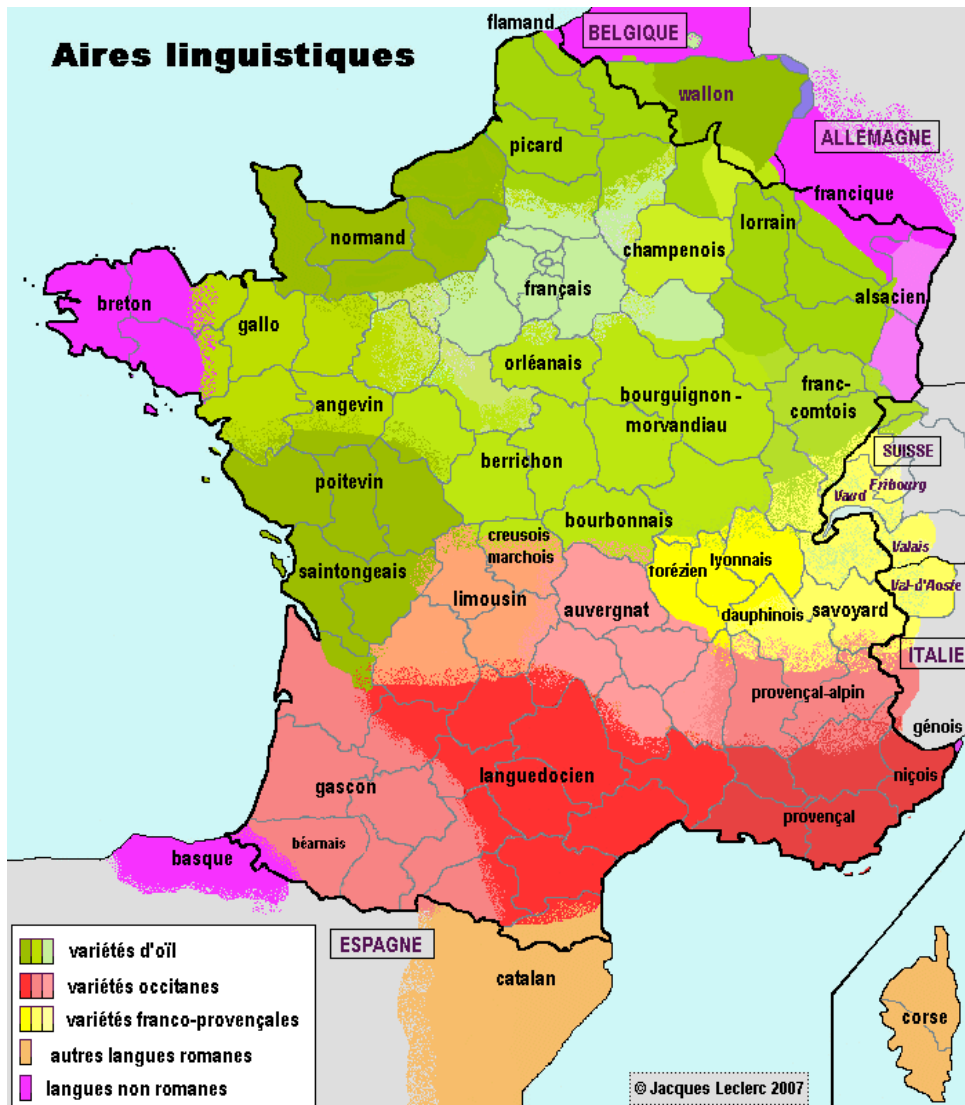 flamand
BELGIQUE
Aires linguistiques
wallon
ALLEMAGNE
picard
francique
normand
champenois
lorrain
français
breton
gallo
alsacien
orléanais
angevin
bourguignon -
morvandiau
franc-
comtois
SUISSE
berrichon
poitevin
Vaud
Fribourg
bourbonnais
creusois
marchois
Valais
lyonnais
forézien
saintongeais
limousin
auvergnat
Val-d'Aoste
dauphinois
savoyard
ITALIE
provençal-alpin
génois
languedocien
niçois
gascon
provençal
béarnais
basque
ESPAGNE
catalan
corse
variétés d'oïl
variétés occitanes
variétés franco-provençales
autres langues romanes
langues non romanes
© Jacques Leclerc 2007